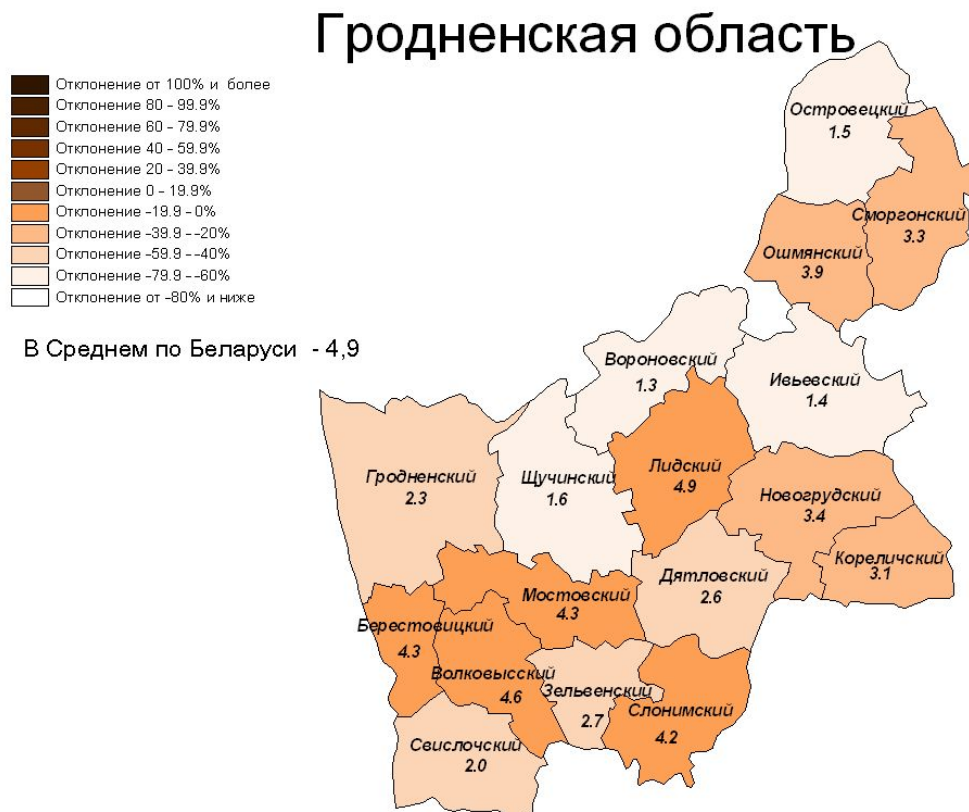 Гродненская область
Отклонение от 100% и более
Отклонение 80 - 99.9%
Отклонение 60 - 79.9%
Отклонение 40 - 59.9%
Отклонение 20 - 39.9%
Отклонение 0 - 19.9%
Отклонение -19.9 - 0%
Отклонение -39.9 --20%
Отклонение -59.9 --40%
Отклонение -79.9 --60%
Отклонение от -80% и ниже
В Среднем по Беларуси - 4,9
Островецкий
1.5
Сморгонский
3.3
Ошмянский
3.9
Вороновский
1.3
Ивьевский
1.4
Гродненский
2.3
Щучинский
1.6
Лидский
4.9
Новогрудский
3.4
Кореличский
3.1
Дятловский
2.6
Мостовский
4.3
Берестовицкий
4.3
Волковысский
4.6
Зельвенский
2.7
Слонимский
4.2
Свислочский
2.0